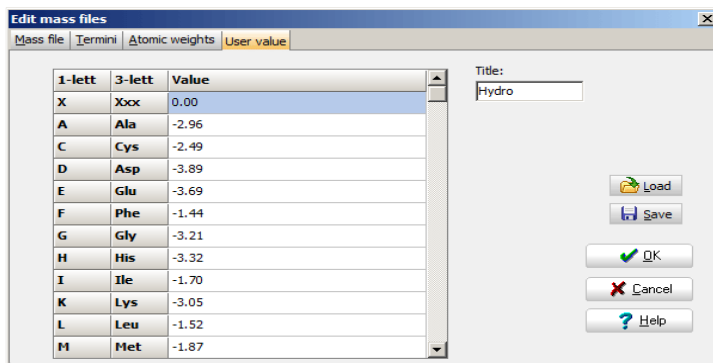 Edit mass files
Mass file Termini Atomic weights User value
1-lett 3-lett Value
X Xxx 0.00
A Ala -2.96
C Cys -2.49
D Asp -3.89
E Glu -3.69
F Phe -1.44
G Gly -3.21
H His -3.32
I Ile -1.70
K Lys -3.05
L Leu -1.52
M Met -1.87
Title:
Hydro
Load
Save
OK
Cancel
Help